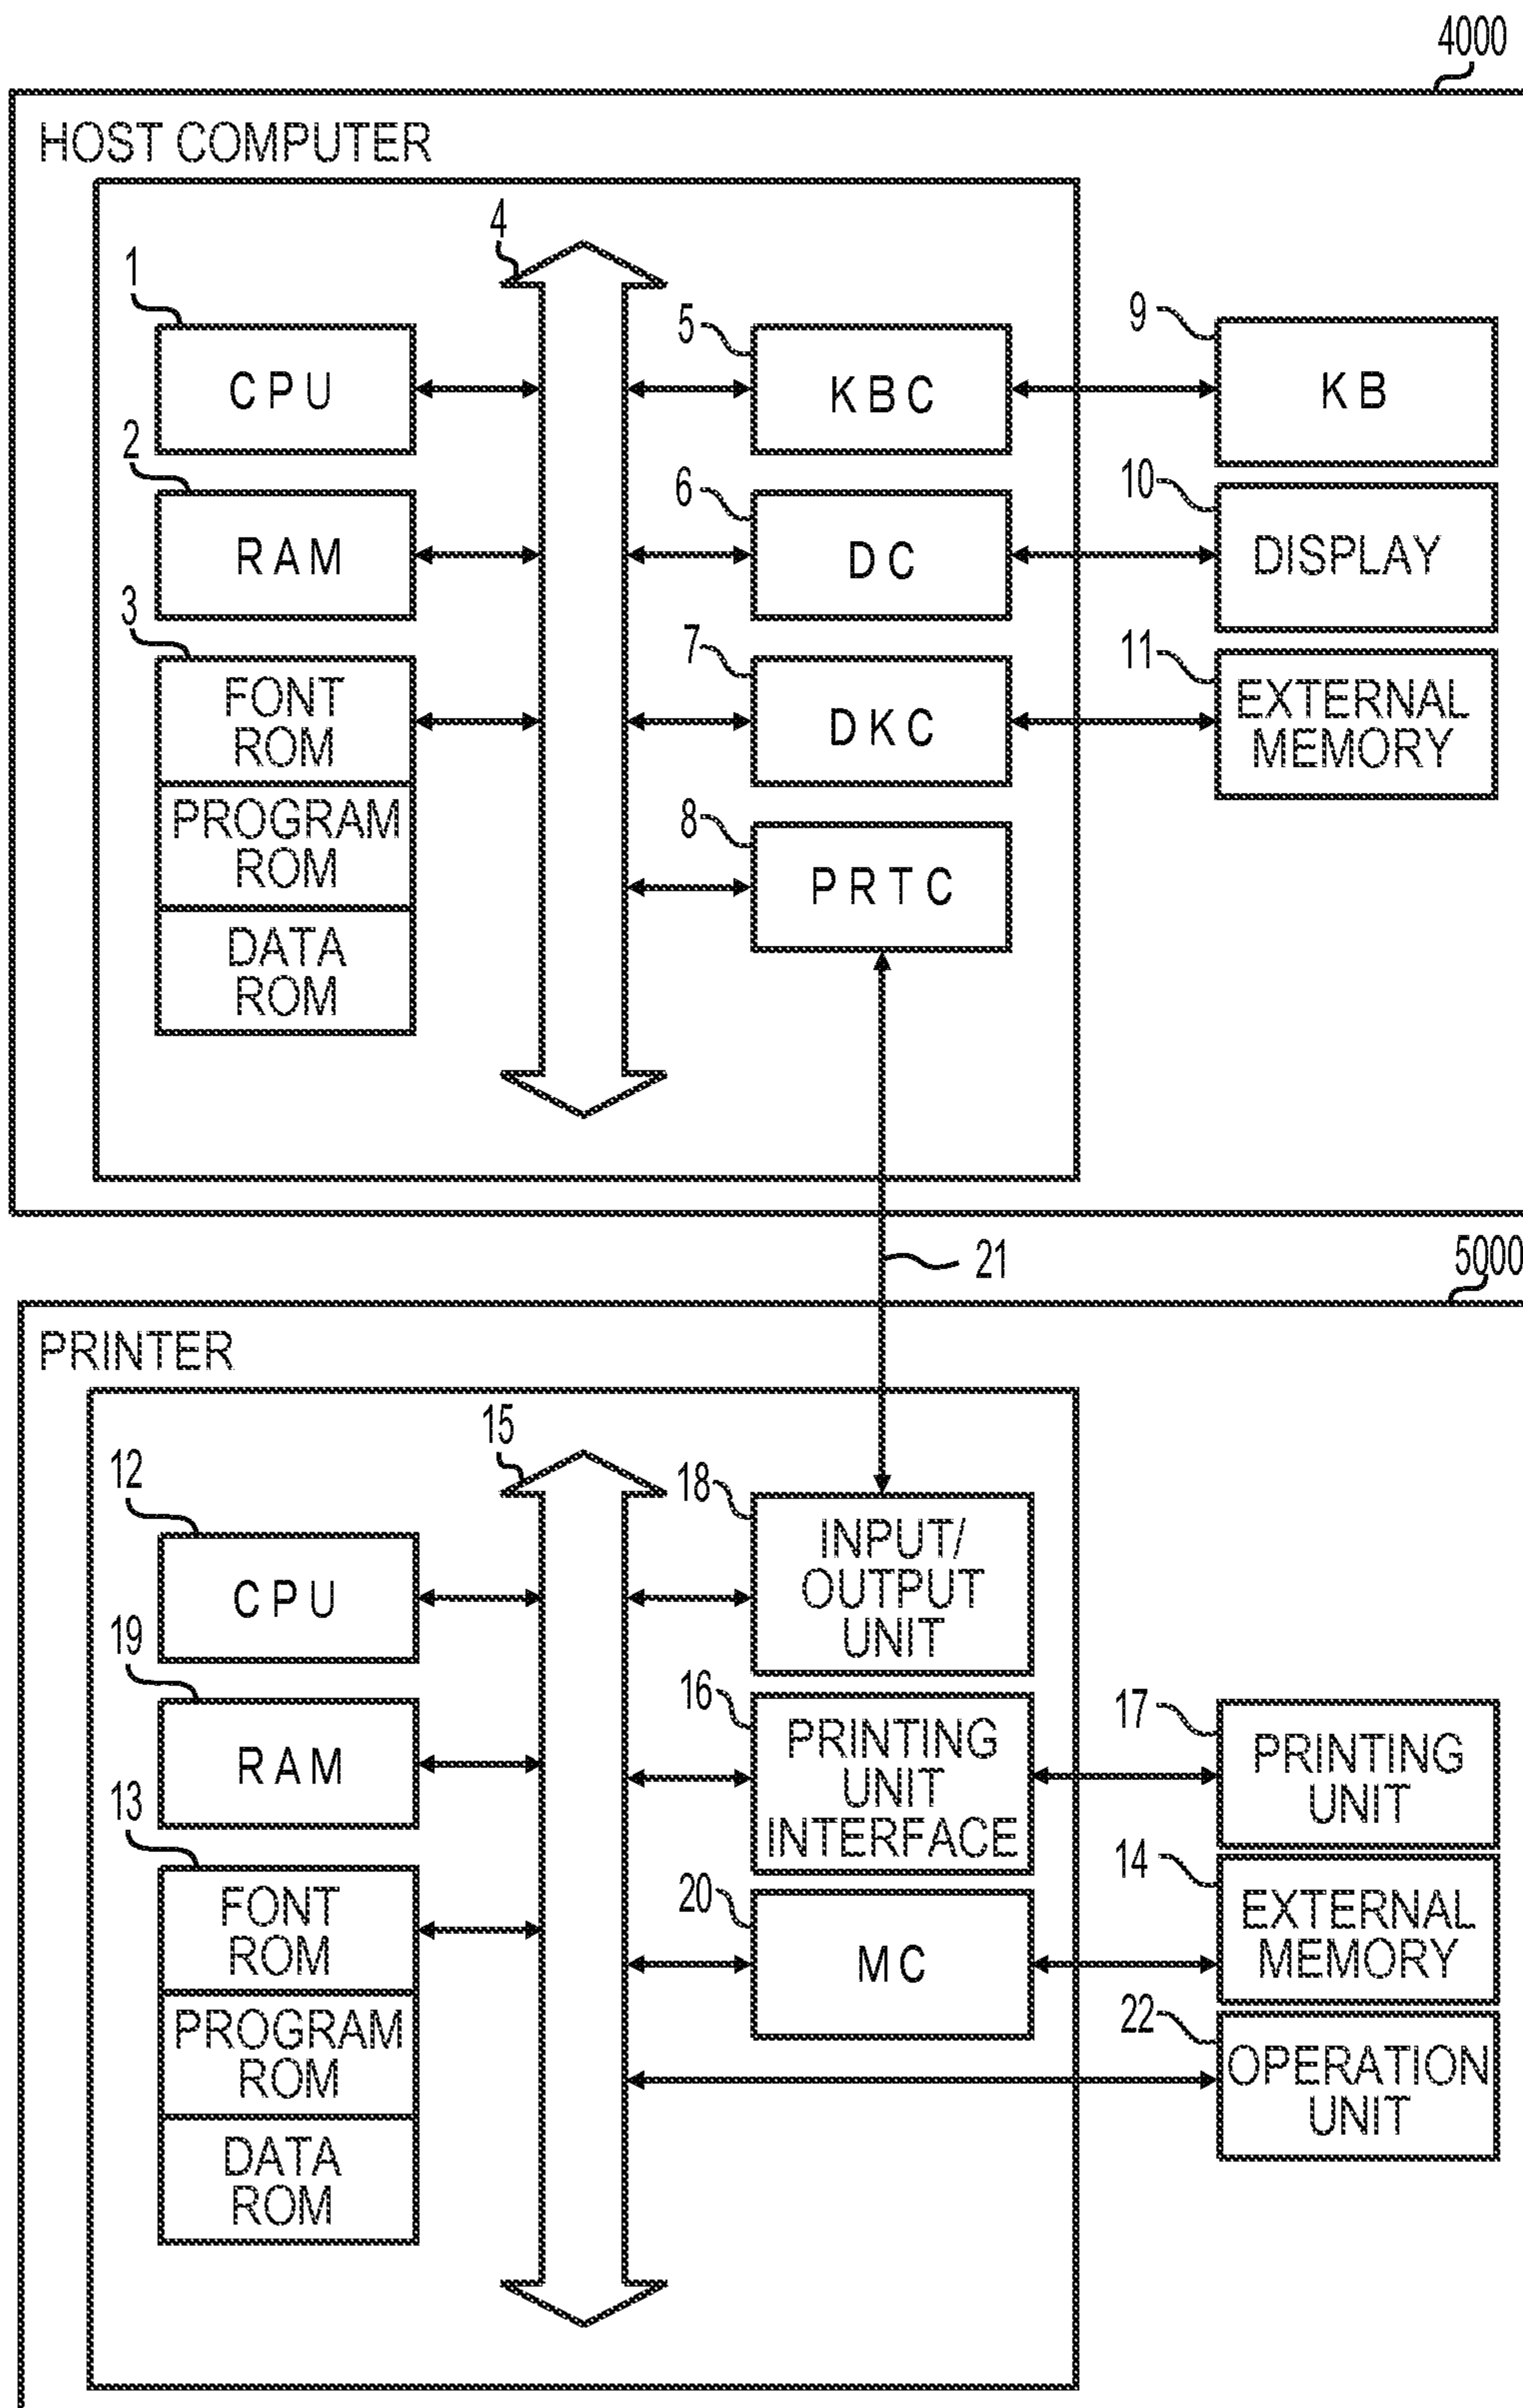 4000
HOST COMPUTER
4
1
CPU
5
KBC
9
KB
2
RAM
6
DC
10
DISPLAY
3
FONT
ROM
PROGRAM
ROM
DATA
ROM
7
DKC
11
EXTERNAL
MEMORY
8
PRTC
21
5000
PRINTER
15
12
CPU
18
INPUT/
OUTPUT
UNIT
19
RAM
16
PRINTING
UNIT
INTERFACE
17
PRINTING
UNIT
13
FONT
ROM
PROGRAM
ROM
DATA
ROM
20
MC
14
EXTERNAL
MEMORY
22
OPERATION
UNIT